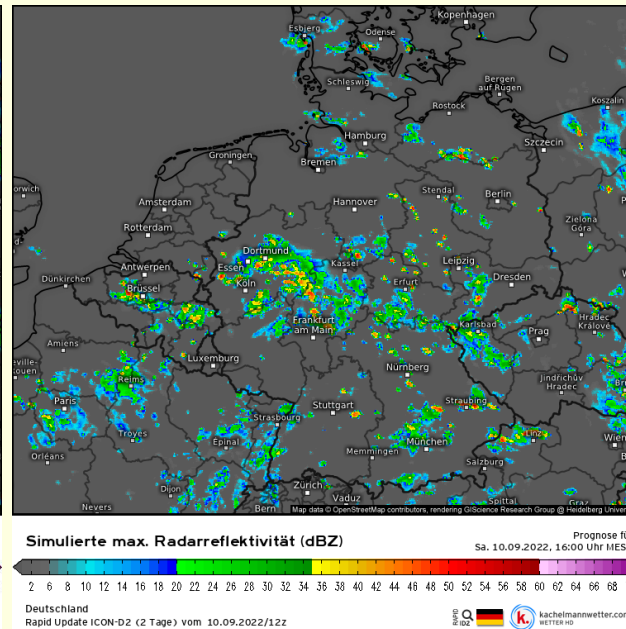 Kopenhagen
Esbjerg
Odense
Schleswig
Bergen
auf Rügen
Rostock
Koszalin
Hamburg
Szczecin
Groningen
Bremen
Stendal
Berlin
Amsterdam
Hannover
Rotterdam
Zielona
Góra
Dortmund
Antwerpen
Essen
Kassel
Leipzig
Dünkirchen
Brüssel
Köln
Erfurt
Dresden
Frankfurt
am Main
Karlsbad
Hradec
Králové
Amiens
Prag
Luxemburg
Nürnberg
Reims
Jindřichův
Hradec
Paris
Stuttgart
Straubing
Troyes
Strasbourg
Épinal
München
Linz
Orléans
Memmingen
Salzburg
Dijon
Zürich
Nevers
Bern
Vaduz
Spittal
Graz
Map data © OpenStreetMap contributors, rendering GIScience Research Group @ Heidelberg Univer
Simulierte max. Radarreflektivität (dBZ)
Prognose fü
Sa. 10.09.2022, 16:00 Uhr MES
2 6 8 10 12 14 16 18 20 22 24 26 28 30 32 34 36 38 40 42 44 46 48 50 52 54 56 58 60 62 64 66 68
Deutschland
Rapid Update ICON-D2 (2 Tage) vom 10.09.2022/12z
RAPID
ID2
k.
kachelmannwetter.co
WETTER HD